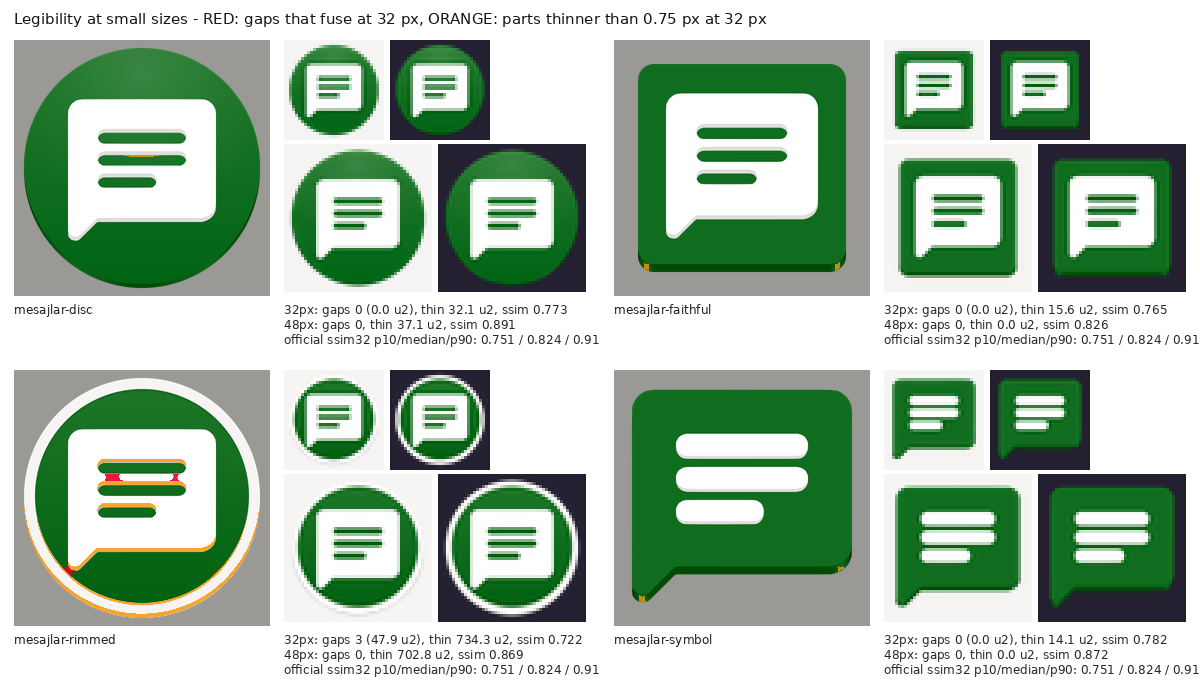 Legibility at small sizes - RED: gaps that fuse at 32 px, ORANGE: parts thinner than 0.75 px at 32 px
mesajlar-disc
32px: gaps 0 (0.0 u2), thin 32.1 u2, ssim 0.773
48px: gaps 0, thin 37.1 u2, ssim 0.891
official ssim32 p10/median/p90: 0.751 / 0.824 / 0.91
mesajlar-faithful
32px: gaps 0 (0.0 u2), thin 15.6 u2, ssim 0.765
48px: gaps 0, thin 0.0 u2, ssim 0.826
official ssim32 p10/median/p90: 0.751 / 0.824 / 0.91
mesajlar-rimmed
32px: gaps 3 (47.9 u2), thin 734.3 u2, ssim 0.722
48px: gaps 0, thin 702.8 u2, ssim 0.869
official ssim32 p10/median/p90: 0.751 / 0.824 / 0.91
mesajlar-symbol
32px: gaps 0 (0.0 u2), thin 14.1 u2, ssim 0.782
48px: gaps 0, thin 0.0 u2, ssim 0.872
official ssim32 p10/median/p90: 0.751 / 0.824 / 0.91